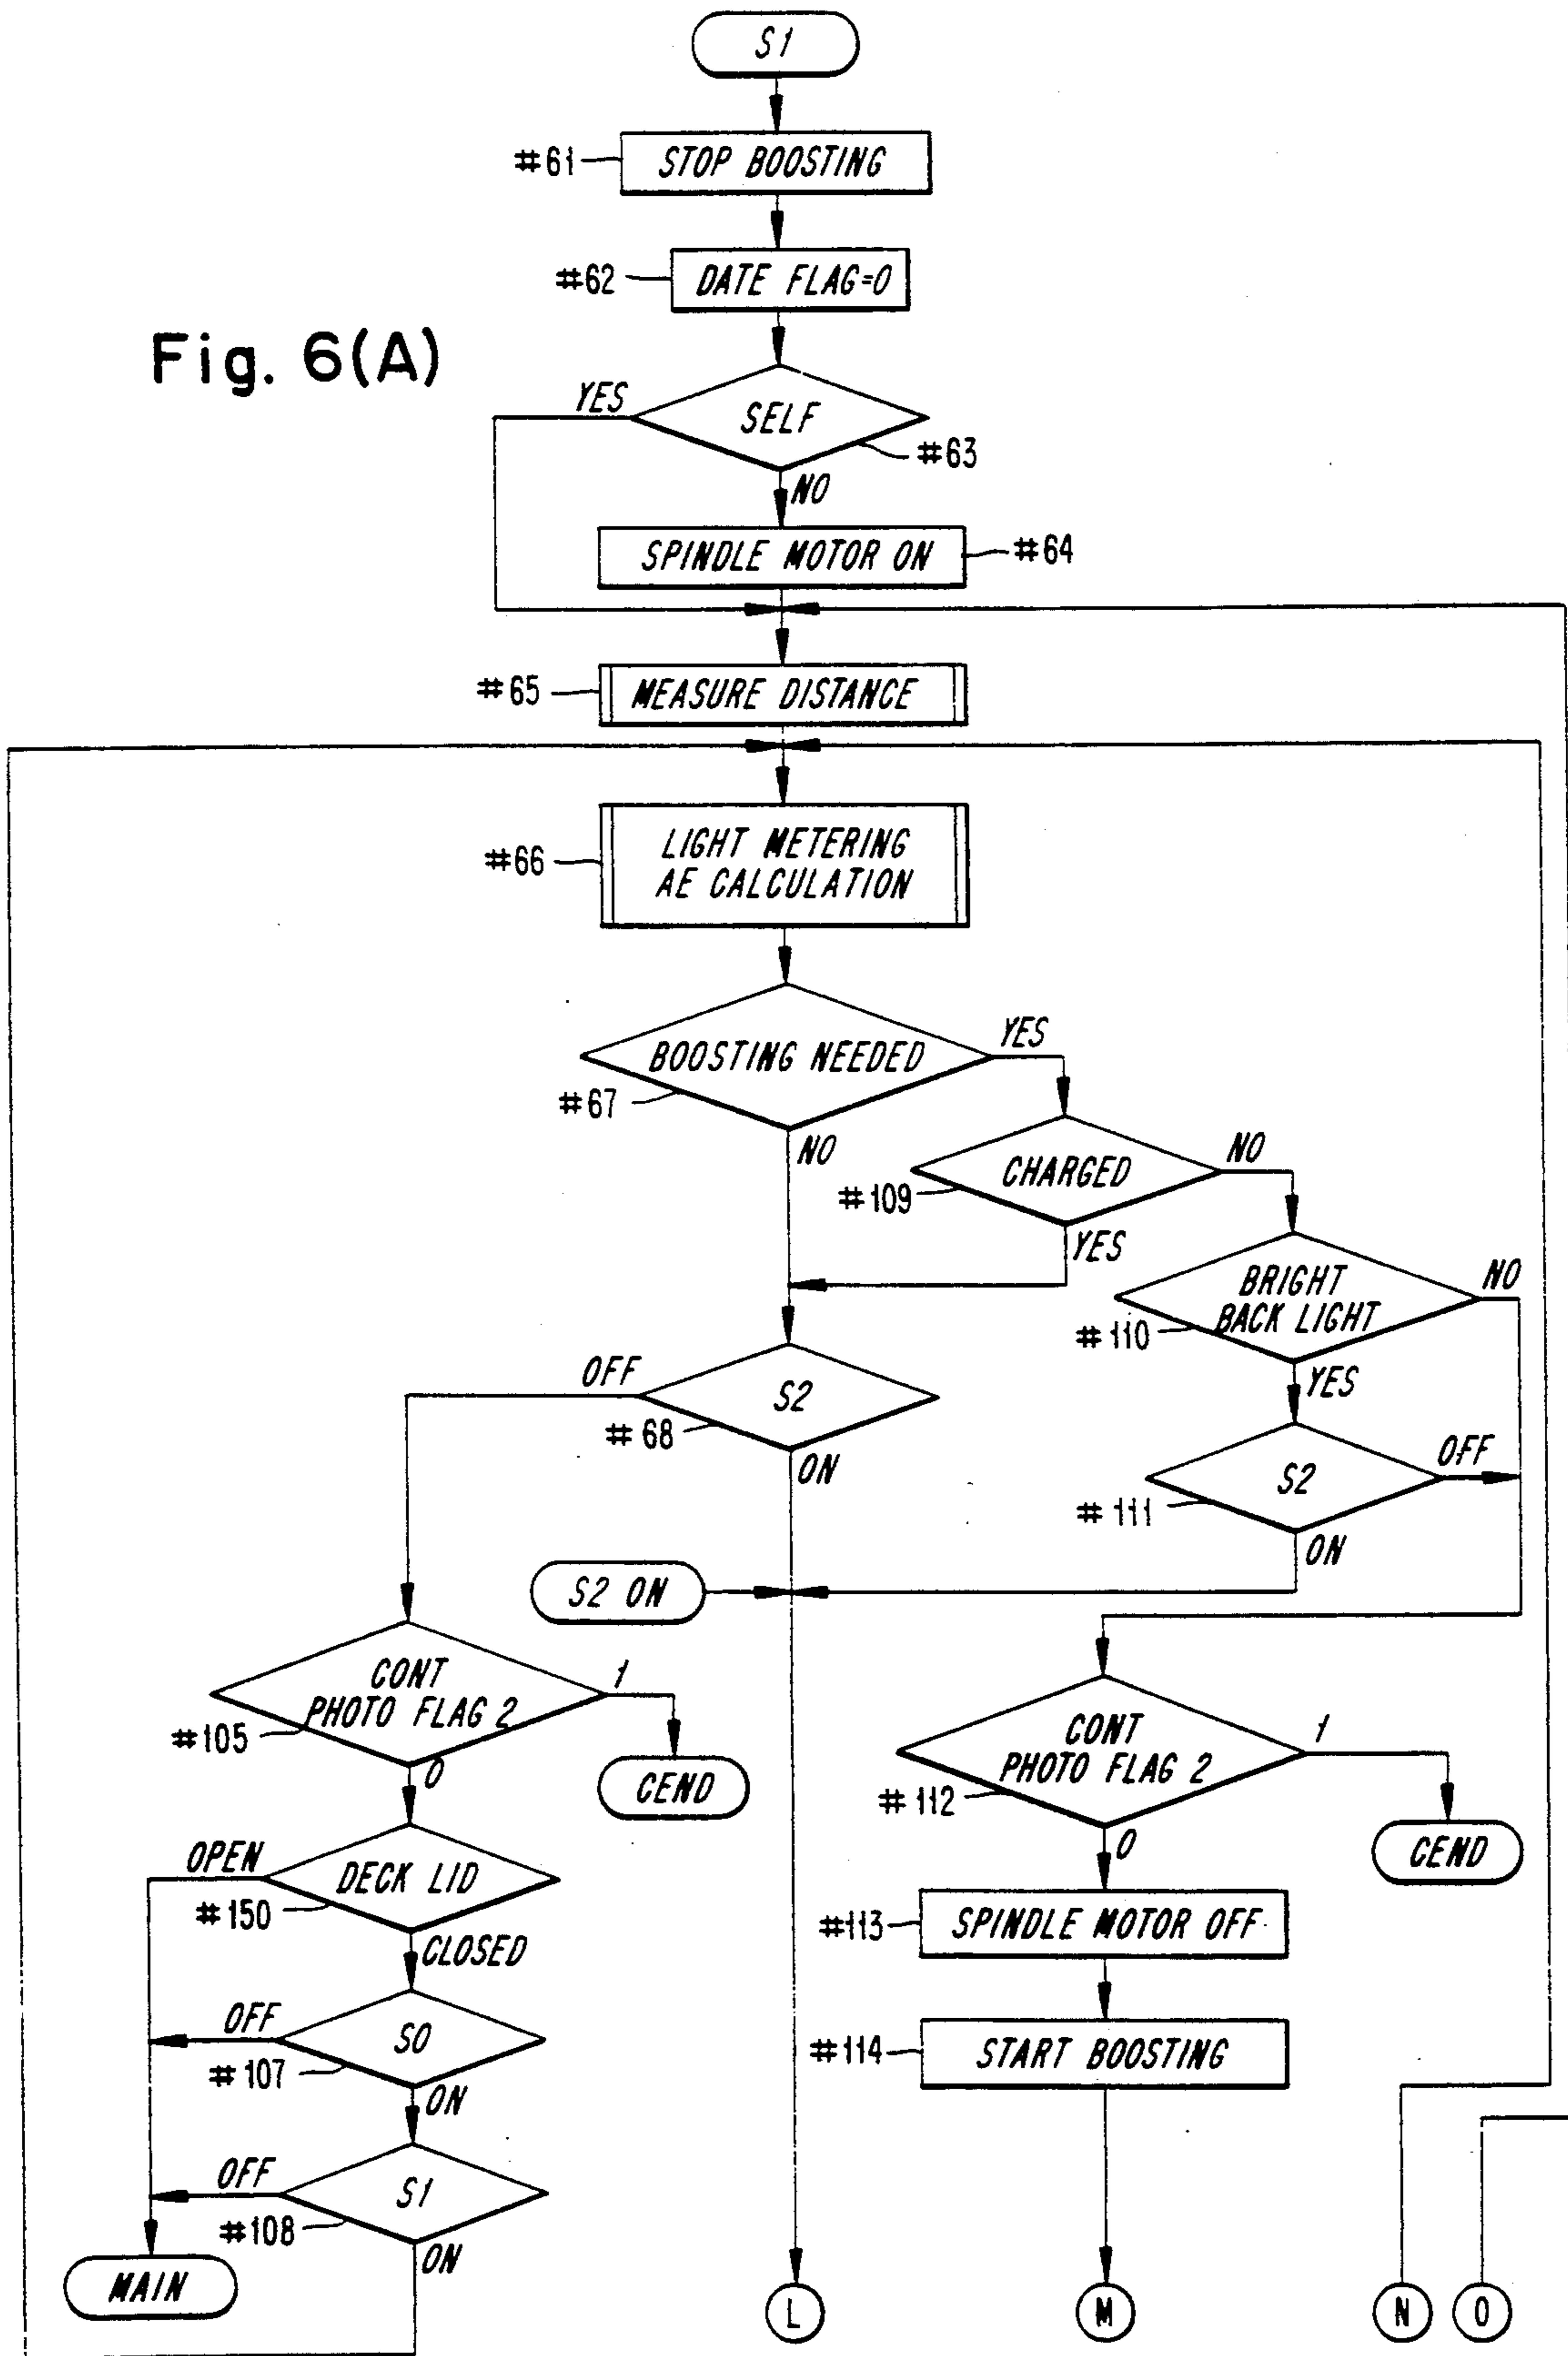 S1
#61 STOP BOOSTING
#62 DATE FLAG=0
Fig. 6(A)
YES
SELF
#63
NO
SPINDLE MOTOR ON #64
#65 MEASURE DISTANCE
#66
LIGHT METERING
AE CALCULATION
BOOSTING NEEDED
YES
#67
NO
CHARGED
NO
#109
YES
BRIGHT
BACK LIGHT
NO
#110
YES
OFF
S2
#68
ON
S2
OFF
#111
ON
S2 ON
CONT
PHOTO FLAG 2
1
#105
0
CEND
CONT
PHOTO FLAG 2
1
#112
0
CEND
OPEN
DECK LID
#150
CLOSED
#113 SPINDLE MOTOR OFF
OFF
S0
#107
ON
#114 START BOOSTING
OFF
S1
#108
ON
MAIN
L
M
N
O